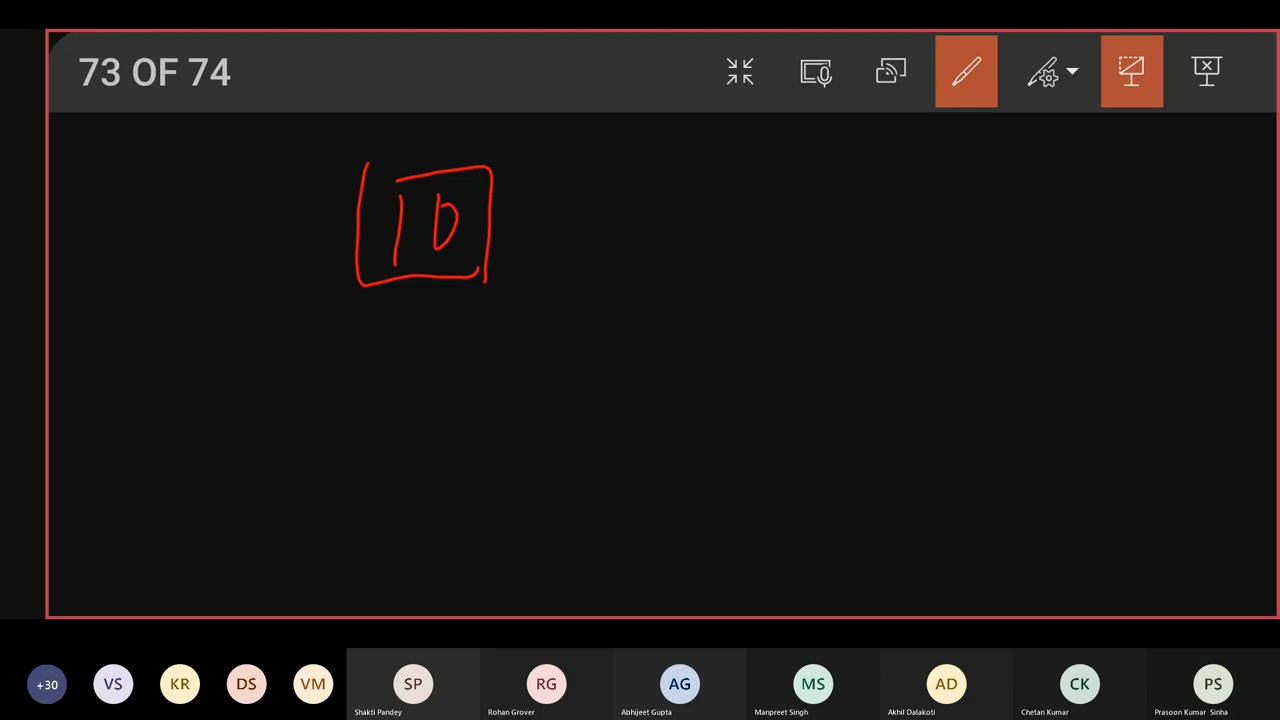 73 OF 74
10
+30 VS KR DS VM SP RG AG MS AD CK PS
Shakti Pandey Rohan Grover Abhijeet Gupta Manpreet Singh Akhil Dalakoti Chetan Kumar Prasoon Kumar Sinha